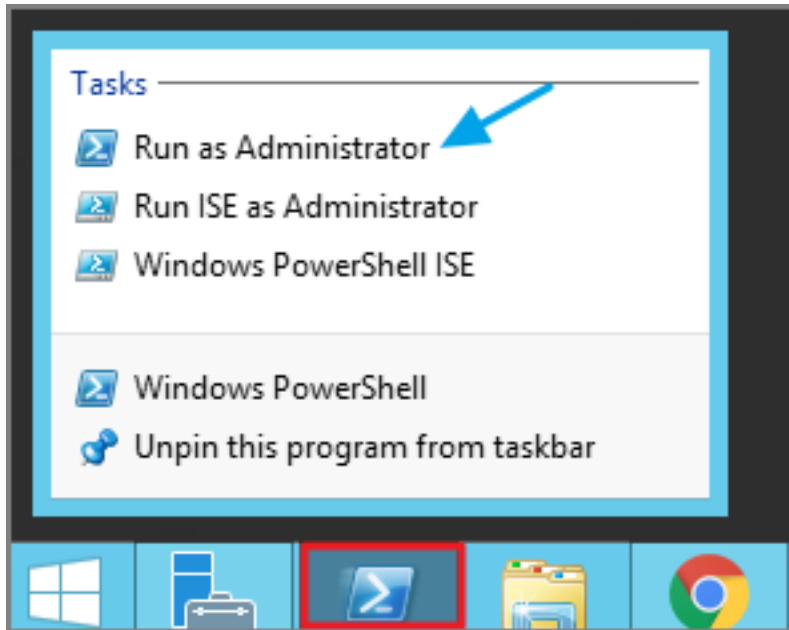 Tasks
Run as Administrator
Run ISE as Administrator
Windows PowerShell ISE
Windows PowerShell
Unpin this program from taskbar